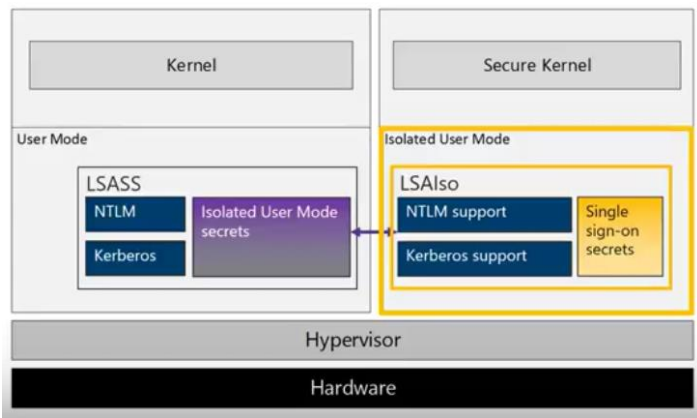 Kernel
Secure Kernel
User Mode
Isolated User Mode
LSASS
NTLM
Kerberos
Isolated User Mode
secrets
LSAIso
NTLM support
Kerberos support
Single
sign-on
secrets
Hypervisor
Hardware